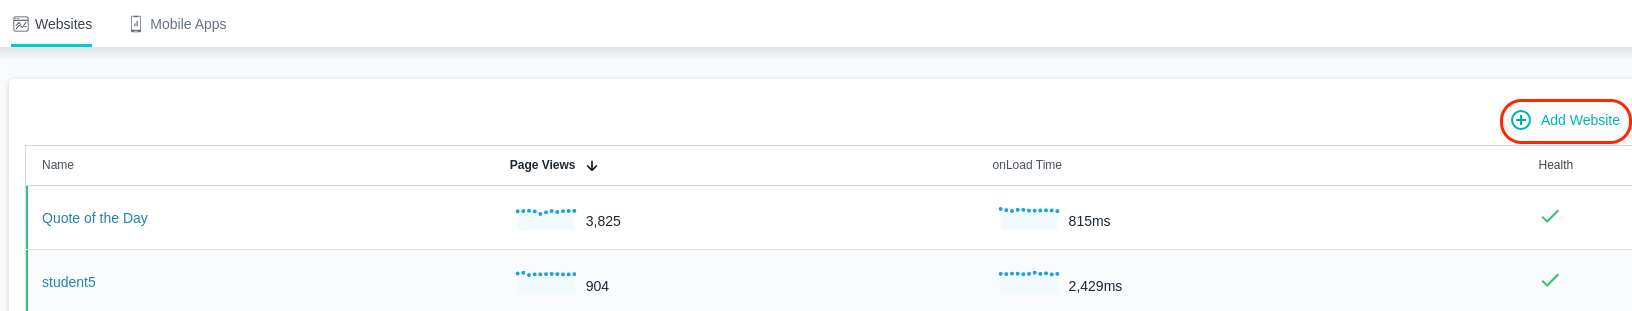 Websites Mobile Apps
Add Website
Name Page Views onLoad Time Health
Quote of the Day 3,825 815ms
student5 904 2,429ms